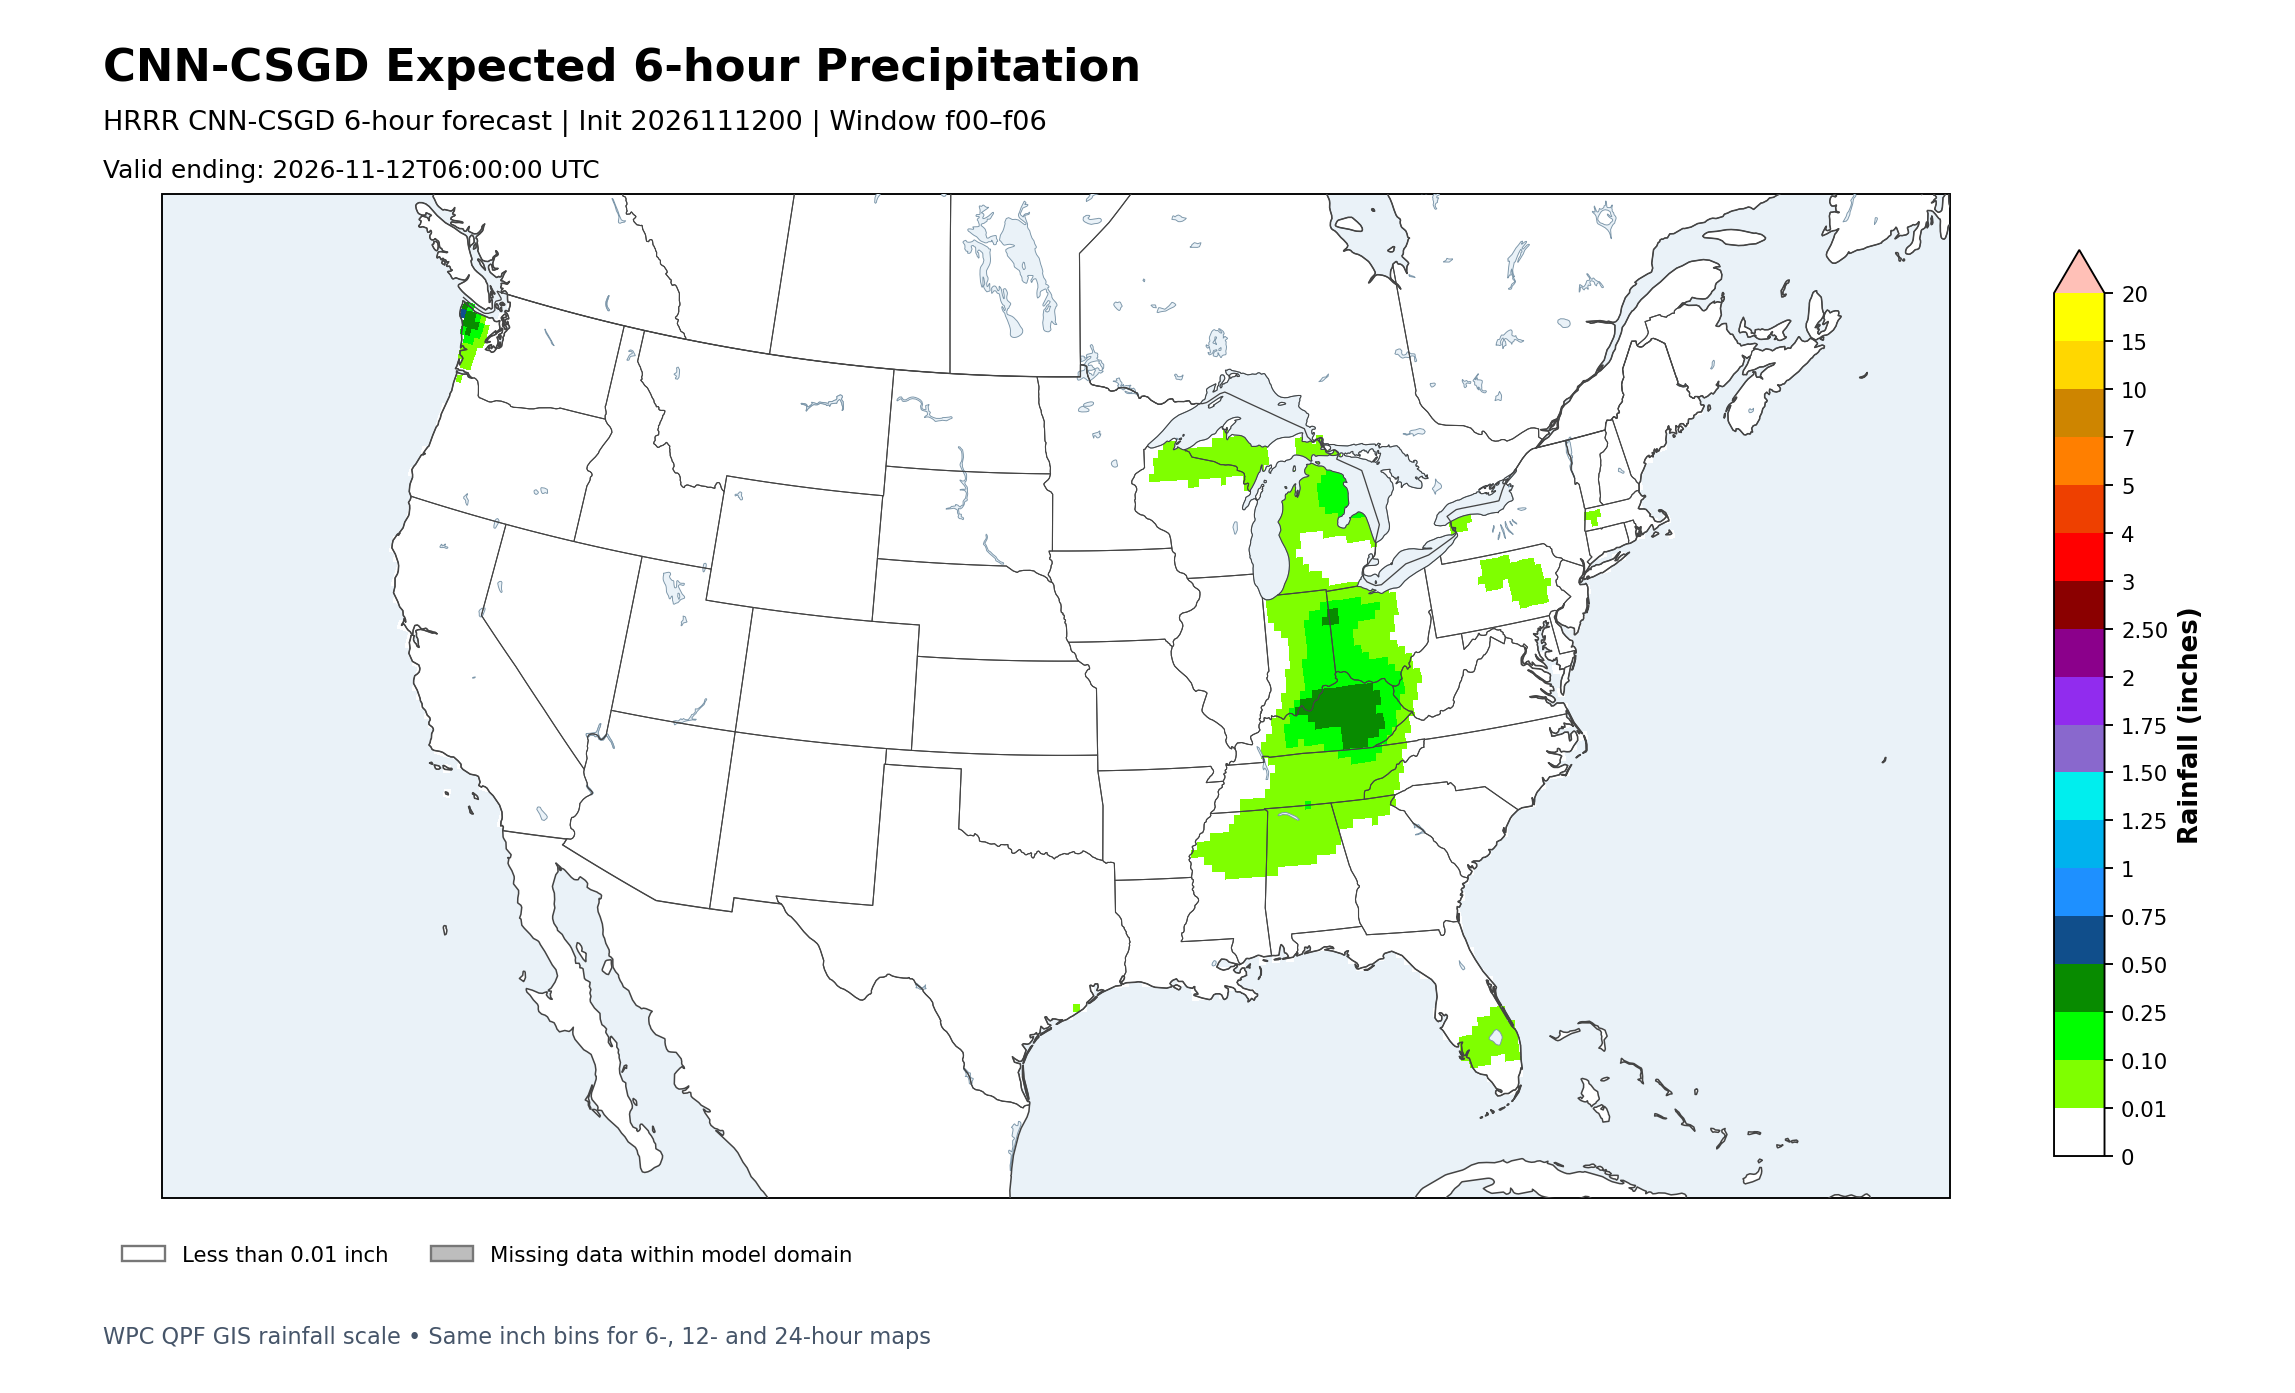 CNN-CSGD Expected 6-hour Precipitation
HRRR CNN-CSGD 6-hour forecast | Init 2026111200 | Window f00–f06
Valid ending: 2026-11-12T06:00:00 UTC
20
15
10
7
5
4
3
2.50
2
1.75
1.50
1.25
1
0.75
0.50
0.25
0.10
0.01
0
Rainfall (inches)
Less than 0.01 inch
Missing data within model domain
WPC QPF GIS rainfall scale • Same inch bins for 6-, 12- and 24-hour maps